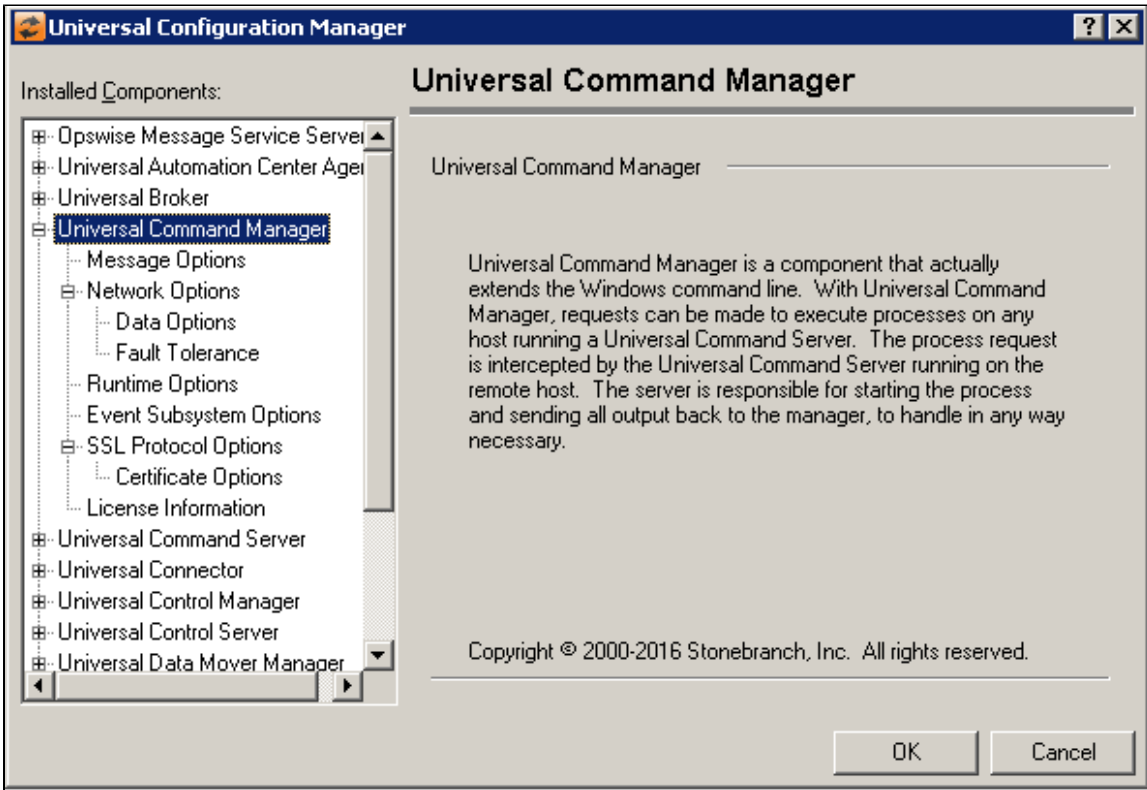 Universal Configuration Manager
Installed Components:
Opswise Message Service Server
Universal Automation Center Agen
Universal Broker
Universal Command Manager
Message Options
Network Options
Data Options
Fault Tolerance
Runtime Options
Event Subsystem Options
SSL Protocol Options
Certificate Options
License Information
Universal Command Server
Universal Connector
Universal Control Manager
Universal Control Server
Universal Data Mover Manager
Universal Command Manager
Universal Command Manager
Universal Command Manager is a component that actually
extends the Windows command line.  With Universal Command
Manager, requests can be made to execute processes on any
host running a Universal Command Server.  The process request
is intercepted by the Universal Command Server running on the
remote host.  The server is responsible for starting the process
and sending all output back to the manager, to handle in any way
necessary.
Copyright © 2000-2016 Stonebranch, Inc.  All rights reserved.
OK
Cancel